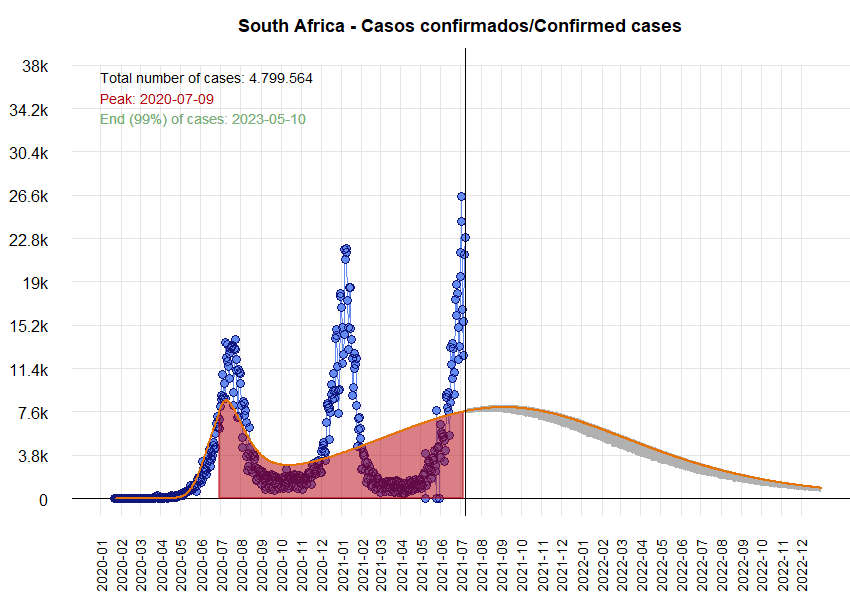 South Africa - Casos confirmados/Confirmed cases
38k
34.2k
30.4k
26.6k
22.8k
19k
15.2k
11.4k
7.6k
3.8k
0
Total number of cases: 4.799.564
Peak: 2020-07-09
End (99%) of cases: 2023-05-10
2020-01
2020-02
2020-03
2020-04
2020-05
2020-06
2020-07
2020-08
2020-09
2020-10
2020-11
2020-12
2021-01
2021-02
2021-03
2021-04
2021-05
2021-06
2021-07
2021-08
2021-09
2021-10
2021-11
2021-12
2022-01
2022-02
2022-03
2022-04
2022-05
2022-06
2022-07
2022-08
2022-09
2022-10
2022-11
2022-12